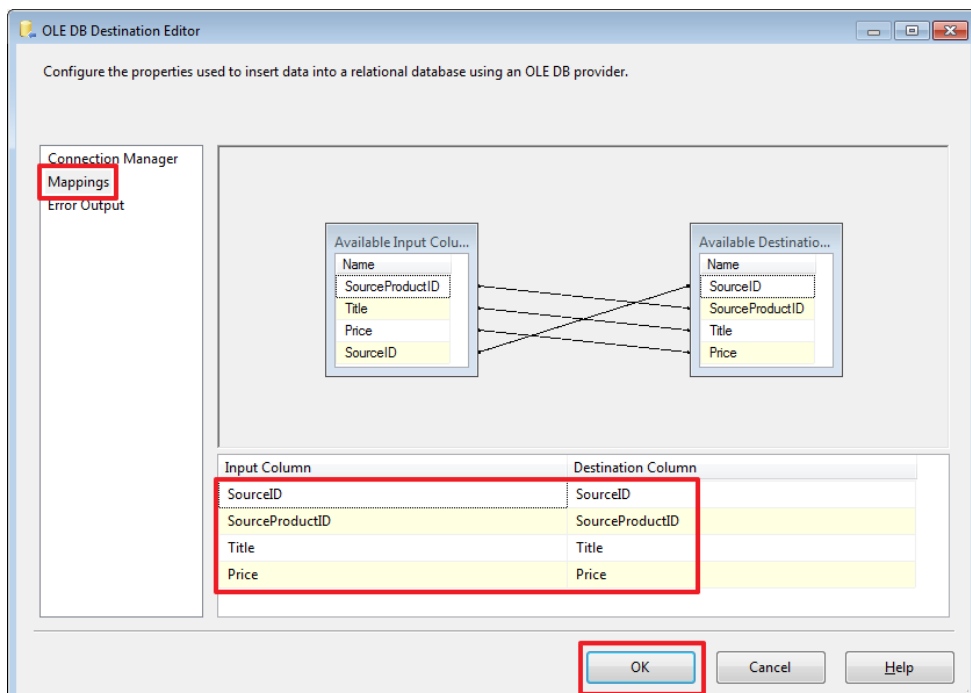 OLE DB Destination Editor
Configure the properties used to insert data into a relational database using an OLE DB provider.
Connection Manager
Mappings
Error Output
Available Input Colu...
Name
SourceProductID
Title
Price
SourceID
Available Destinatio...
Name
SourceID
SourceProductID
Title
Price
Input Column Destination Column
SourceID SourceID
SourceProductID SourceProductID
Title Title
Price Price
OK Cancel Help